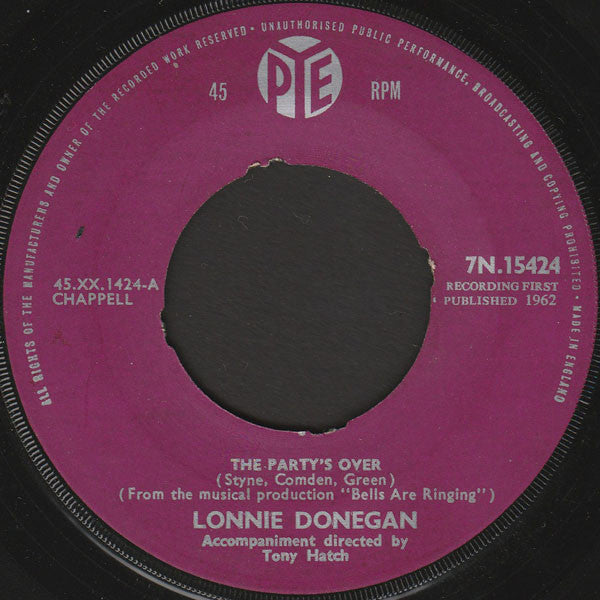 ALL RIGHTS OF THE MANUFACTURERS AND OWNER OF THE RECORDED WORK RESERVED • UNAUTHORISED PUBLIC PERFORMANCE, BROADCASTING AND COPYING PROHIBITED • MADE IN ENGLAND
PYE
45 RPM
45.XX.1424-A
CHAPPELL
7N.15424
RECORDING FIRST
PUBLISHED 1962
THE PARTY'S OVER
(Styne, Comden, Green)
(From the musical production "Bells Are Ringing")
LONNIE DONEGAN
Accompaniment directed by
Tony Hatch